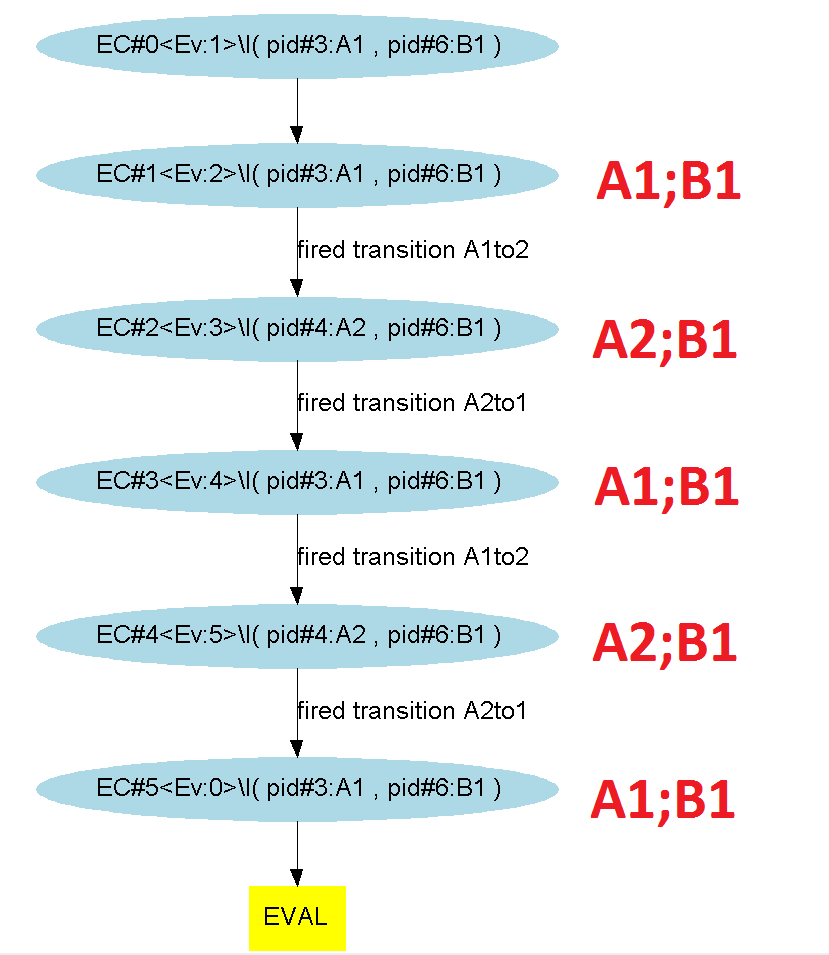 EC#0<Ev:1>\l( pid#3:A1 , pid#6:B1 )
EC#1<Ev:2>\l( pid#3:A1 , pid#6:B1 )
A1;B1
fired transition A1to2
EC#2<Ev:3>\l( pid#4:A2 , pid#6:B1 )
A2;B1
fired transition A2to1
EC#3<Ev:4>\l( pid#3:A1 , pid#6:B1 )
A1;B1
fired transition A1to2
EC#4<Ev:5>\l( pid#4:A2 , pid#6:B1 )
A2;B1
fired transition A2to1
EC#5<Ev:0>\l( pid#3:A1 , pid#6:B1 )
A1;B1
EVAL